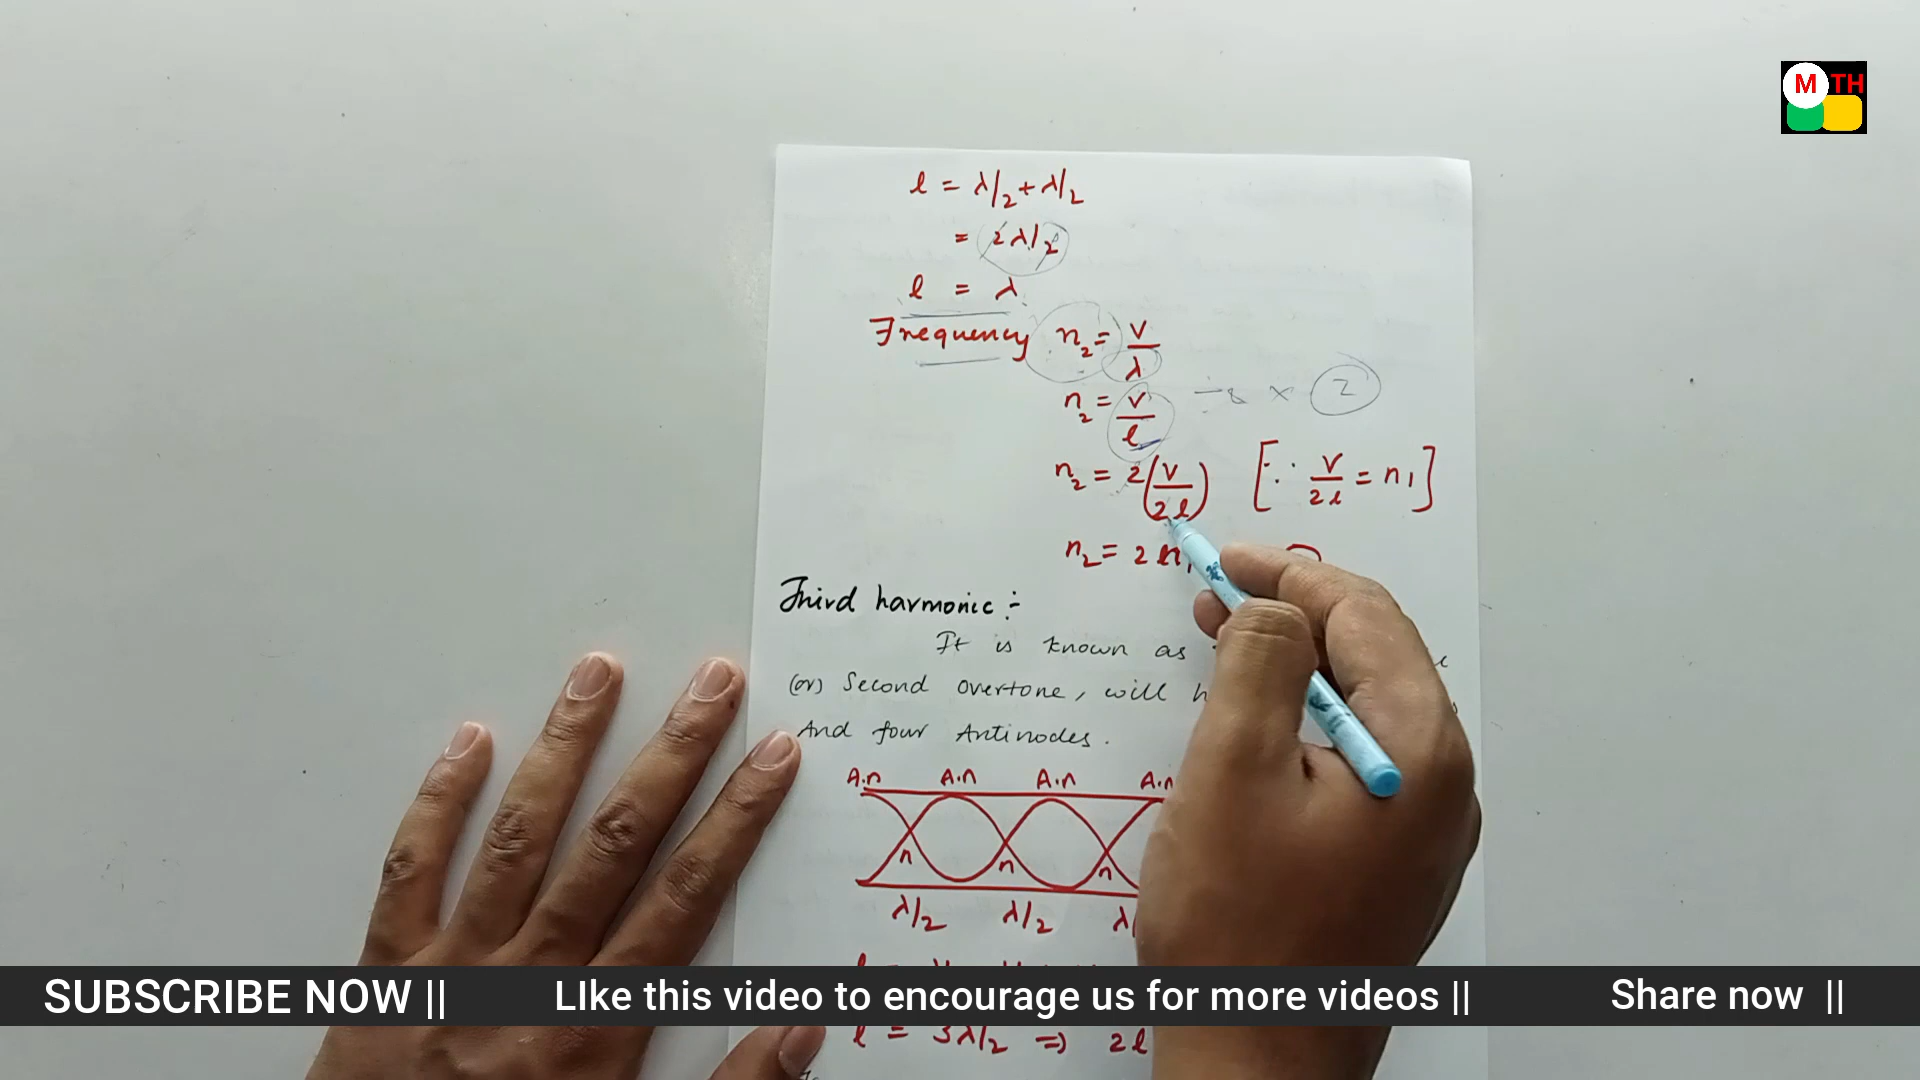 M TH
l = λ/2 + λ/2
= 2λ/2
l = λ
Frequency n2 = v/λ
n2 = v/l × 2
n2 = 2(v/2l) [∵ v/2l = n1]
n2 = 2n1
Third harmonic :-
It is known as
(or) Second Overtone, will h
And four Antinodes.
A.n A.n A.n A.n
n n n
λ/2 λ/2 λ/
SUBSCRIBE NOW || LIke this video to encourage us for more videos || Share now ||
l = 3λ/2 => 2l